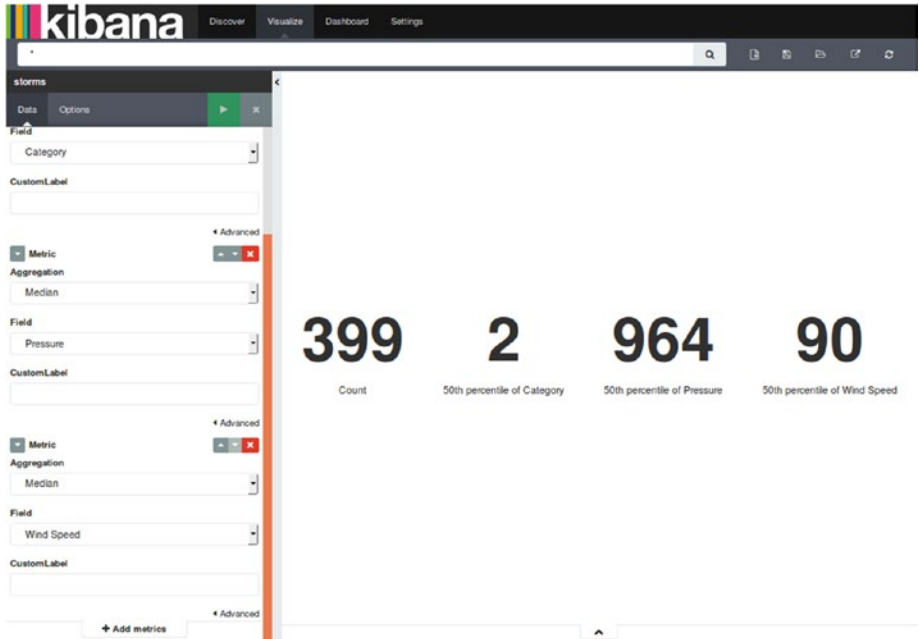 kibana
Discover Visualize Dashboard Settings
*
storms
Data Options
Field
Category
CustomLabel
Advanced
Metric
Aggregation
Median
Field
Pressure
CustomLabel
Advanced
Metric
Aggregation
Median
Field
Wind Speed
CustomLabel
Advanced
+ Add metrics
399 2 964 90
Count 50th percentile of Category 50th percentile of Pressure 50th percentile of Wind Speed